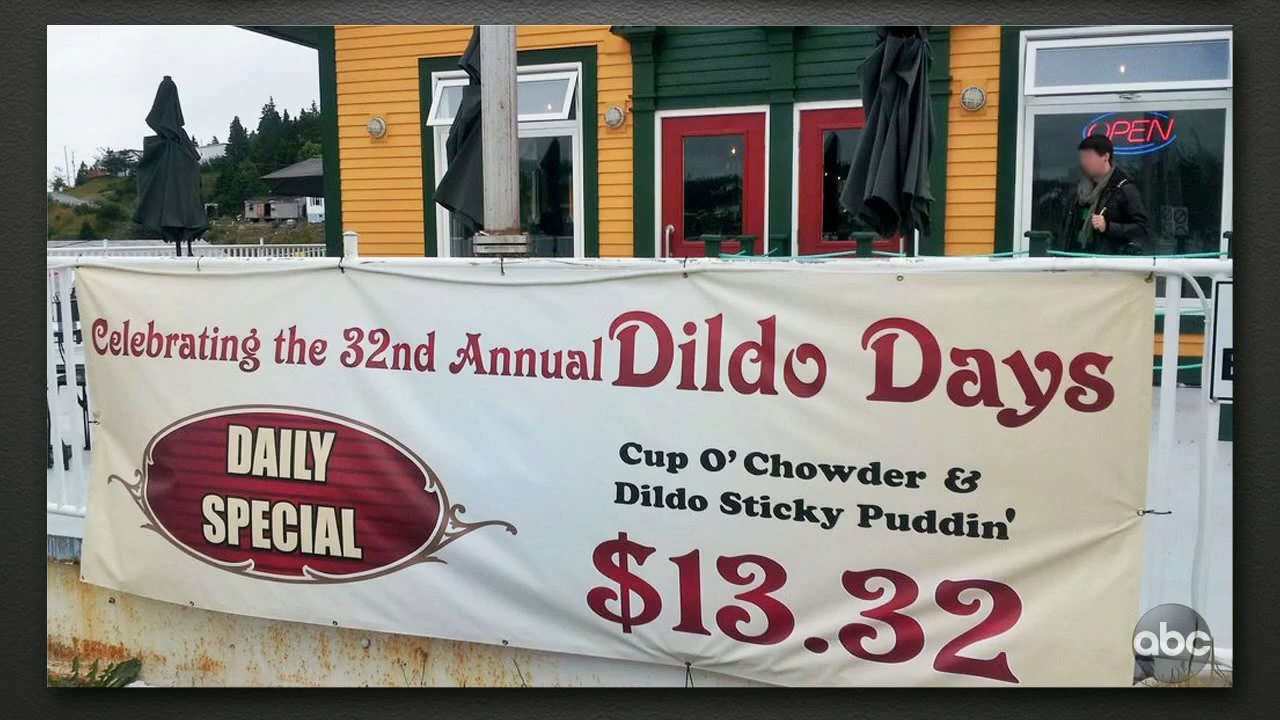 OPEN
Celebrating the 32nd Annual Dildo Days
DAILY
SPECIAL
Cup O' Chowder &
Dildo Sticky Puddin'
$13.32
abc